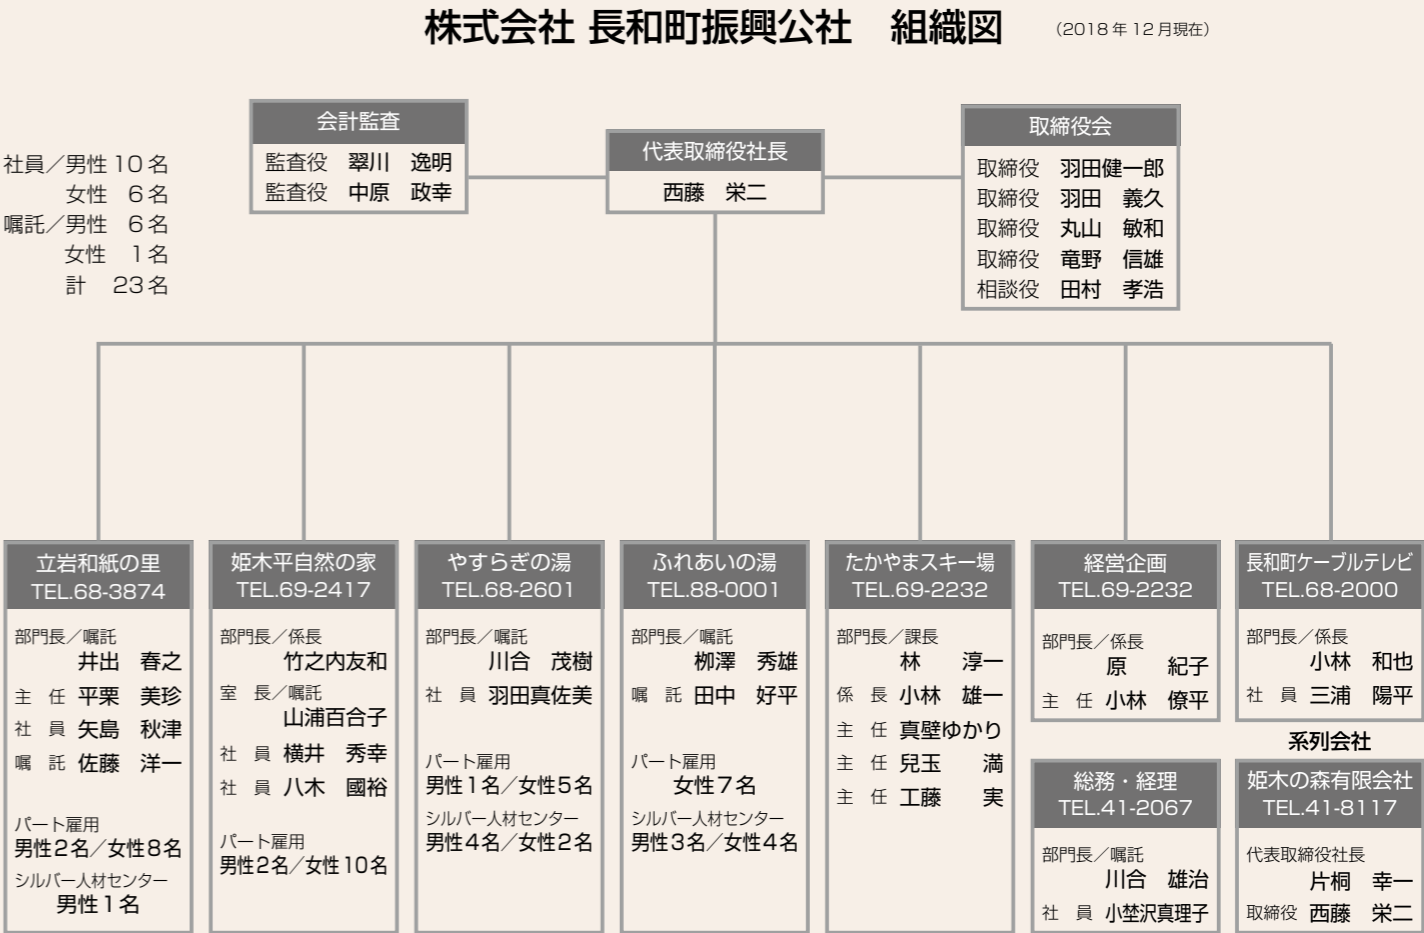 株式会社 長和町振興公社　組織図
（2018 年 12 月現在）
社員／男性 10 名
女性　6 名
嘱託／男性　6 名
女性　1 名
計　23 名
会計監査
監査役　翠川　逸明
監査役　中原　政幸
代表取締役社長
西藤　栄二
取締役会
取締役　羽田健一郎
取締役　羽田　義久
取締役　丸山　敏和
取締役　竜野　信雄
相談役　田村　孝浩
立岩和紙の里
TEL.68-3874
部門長／嘱託
井出　春之
主　任　平栗　美珍
社　員　矢島　秋津
嘱　託　佐藤　洋一
パート雇用
男性2名／女性8名
シルバー人材センター
男性 1 名
姫木平自然の家
TEL.69-2417
部門長／係長
竹之内友和
室　長／嘱託
山浦百合子
社　員　横井　秀幸
社　員　八木　國裕
パート雇用
男性2名／女性 10 名
やすらぎの湯
TEL.68-2601
部門長／嘱託
川合　茂樹
社　員　羽田真佐美
パート雇用
男性1名／女性5名
シルバー人材センター
男性4名／女性2名
ふれあいの湯
TEL.88-0001
部門長／嘱託
栁澤　秀雄
嘱　託　田中　好平
パート雇用
女性７名
シルバー人材センター
男性3名／女性4名
たかやまスキー場
TEL.69-2232
部門長／課長
林　　淳一
係　長　小林　雄一
主　任　真壁ゆかり
主　任　兒玉　　満
主　任　工藤　　実
経営企画
TEL.69-2232
部門長／係長
原　　紀子
主　任　小林　僚平
総務・経理
TEL.41-2067
部門長／嘱託
川合　雄治
社　員　小埜沢真理子
長和町ケーブルテレビ
TEL.68-2000
部門長／係長
小林　和也
社　員　三浦　陽平
系列会社
姫木の森有限会社
TEL.41-8117
代表取締役社長
片桐　幸一
取締役　西藤　栄二